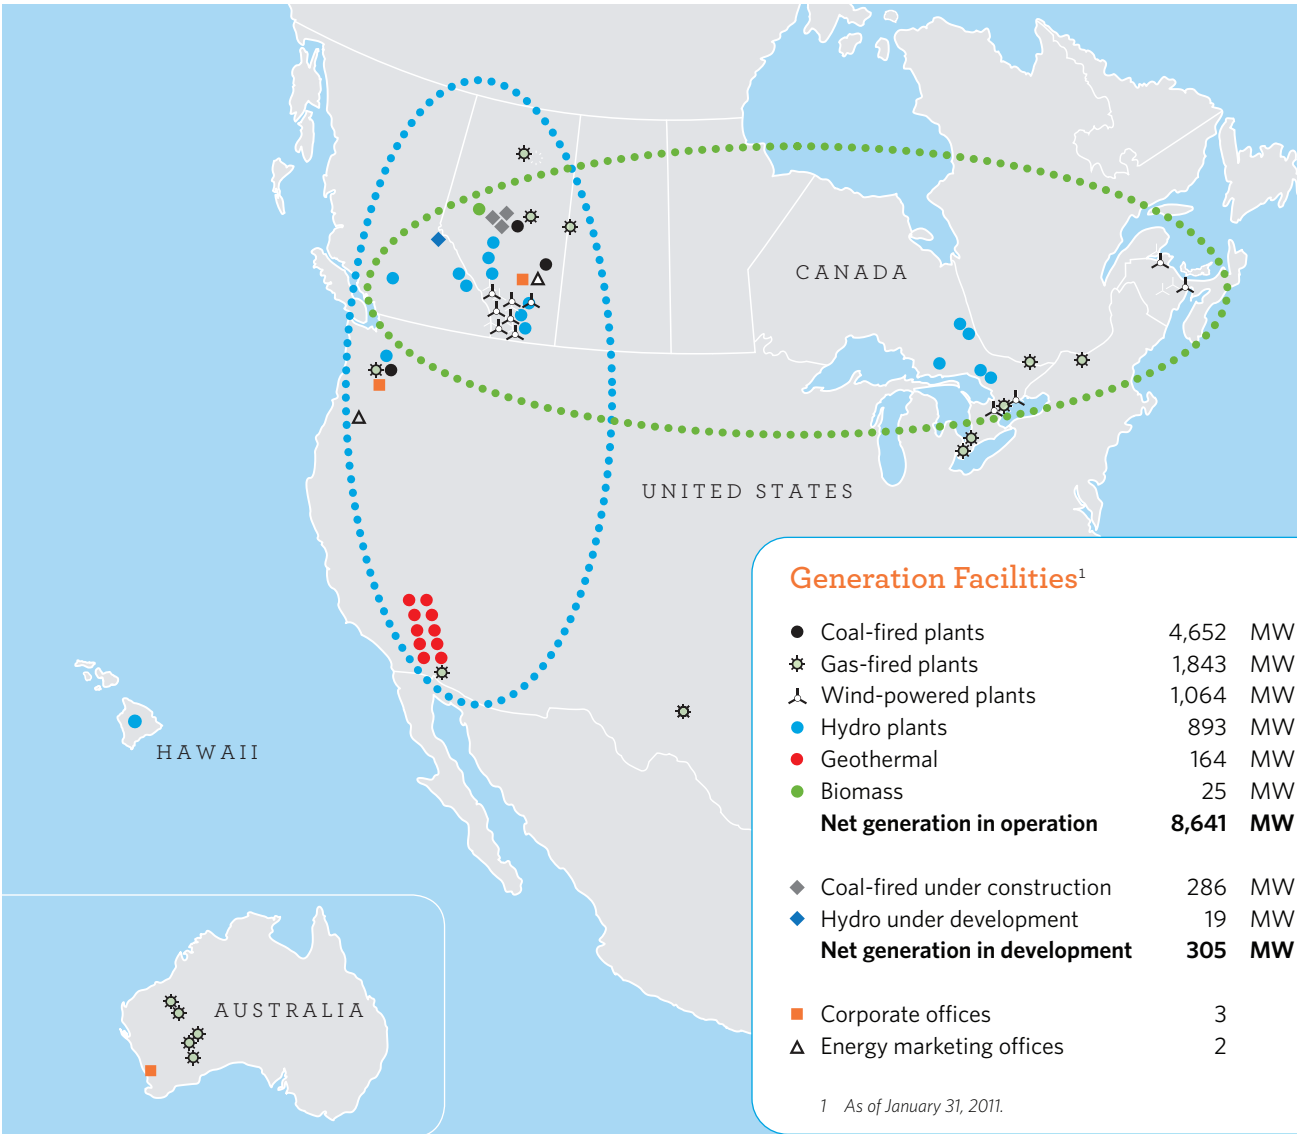 CANADA
UNITED STATES
HAWAII
AUSTRALIA
Generation Facilities1
Coal-fired plants 4,652 MW
Gas-fired plants 1,843 MW
Wind-powered plants 1,064 MW
Hydro plants 893 MW
Geothermal 164 MW
Biomass 25 MW
Net generation in operation 8,641 MW
Coal-fired under construction 286 MW
Hydro under development 19 MW
Net generation in development 305 MW
Corporate offices 3
Energy marketing offices 2
1 As of January 31, 2011.